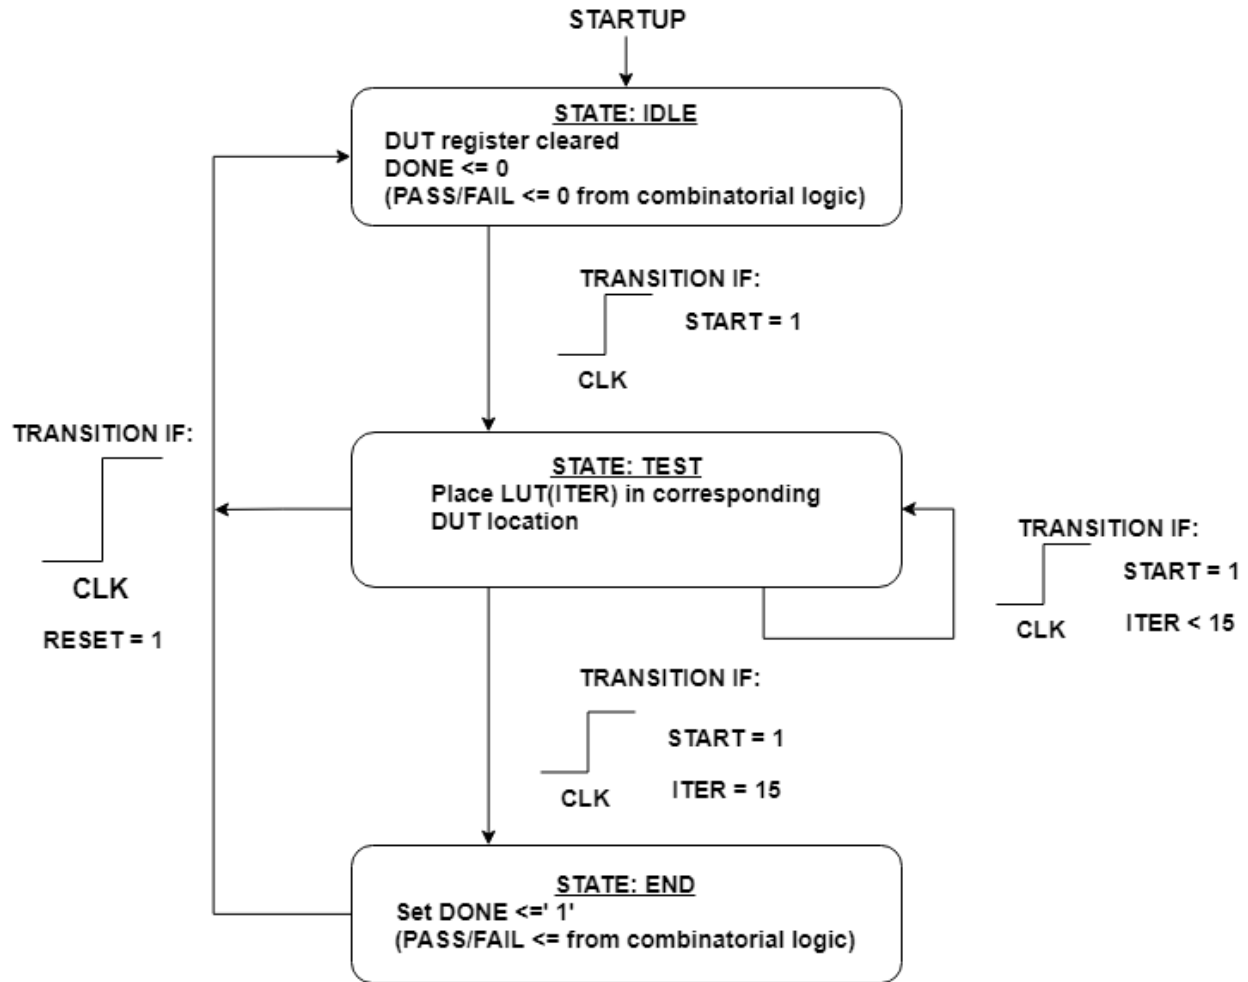 STARTUP
STATE: IDLE
DUT register cleared
DONE <= 0
(PASS/FAIL <= 0 from combinatorial logic)
TRANSITION IF:
START = 1
CLK
TRANSITION IF:
CLK
RESET = 1
STATE: TEST
Place LUT(ITER) in corresponding
DUT location
TRANSITION IF:
START = 1
CLK
ITER < 15
TRANSITION IF:
START = 1
CLK
ITER = 15
STATE: END
Set DONE <=' 1'
(PASS/FAIL <= from combinatorial logic)